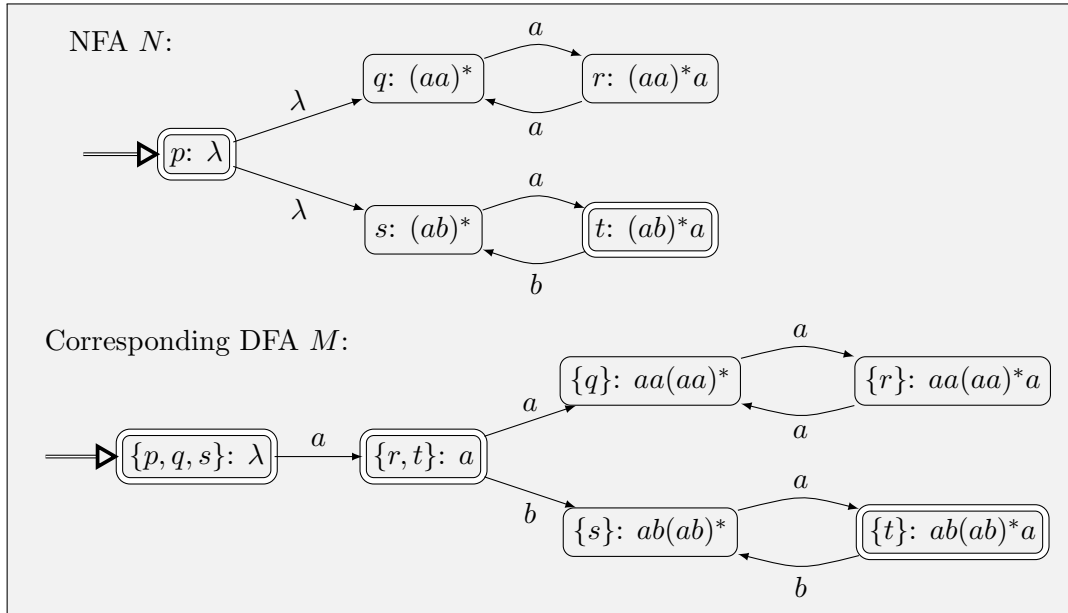 NFA N:
a
q: (aa)* r: (aa)*a
λ a
p: λ
a
λ
s: (ab)* t: (ab)*a
b
Corresponding DFA M:
a
{q}: aa(aa)* {r}: aa(aa)*a
a a
a
{p, q, s}: λ {r, t}: a
a
b
{s}: ab(ab)* {t}: ab(ab)*a
b